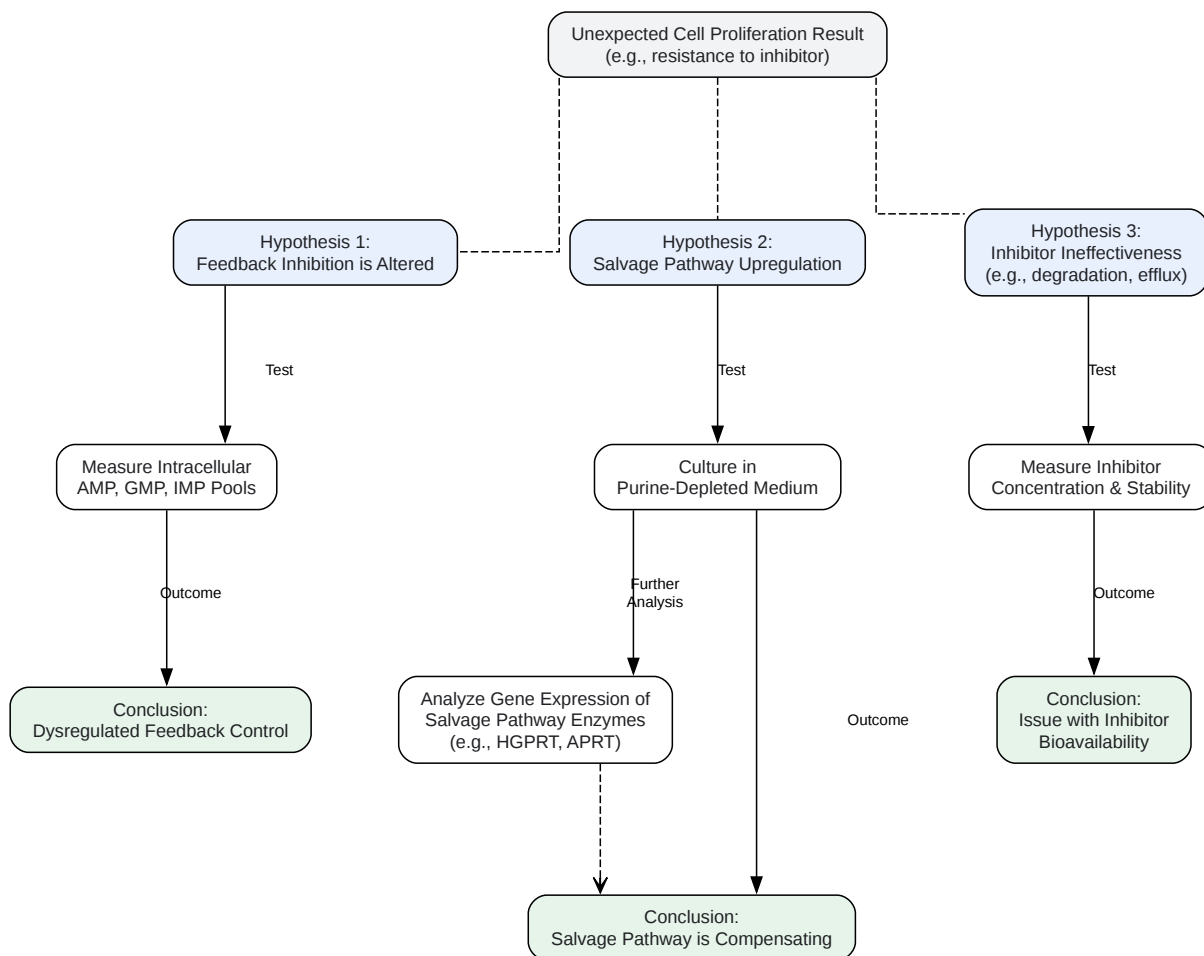 Unexpected Cell Proliferation Result
(e.g., resistance to inhibitor)
Hypothesis 1:
Feedback Inhibition is Altered
Hypothesis 2:
Salvage Pathway Upregulation
Hypothesis 3:
Inhibitor Ineffectiveness
(e.g., degradation, efflux)
Test
Test
Test
Measure Intracellular
AMP, GMP, IMP Pools
Culture in
Purine-Depleted Medium
Measure Inhibitor
Concentration & Stability
Outcome
Further
Analysis
Outcome
Conclusion:
Dysregulated Feedback Control
Analyze Gene Expression of
Salvage Pathway Enzymes
(e.g., HGPRT, APRT)
Outcome
Conclusion:
Issue with Inhibitor
Bioavailability
Conclusion:
Salvage Pathway is Compensating